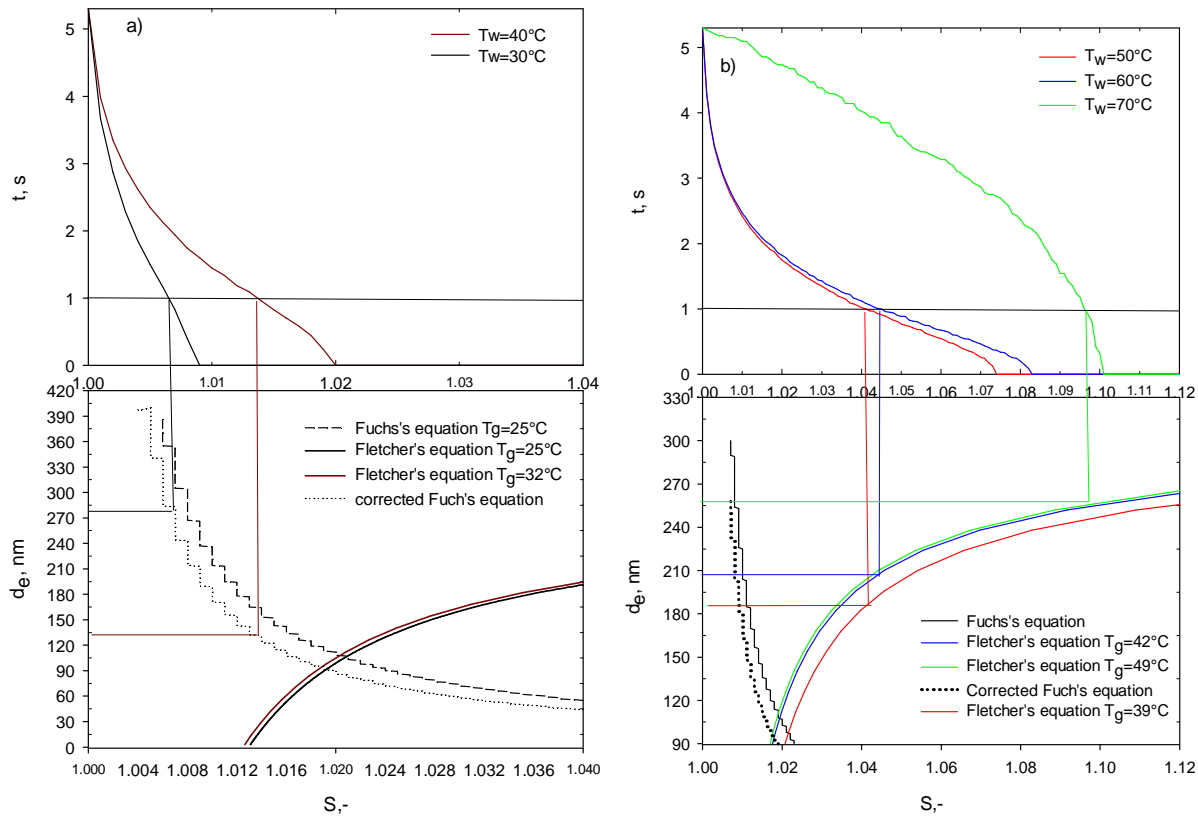 a)
Tw=40°C
Tw=30°C
t, s
5
4
3
2
1
0
1.00 1.01 1.02 1.03 1.04
420
390
360
330
300
270
240
210
180
150
120
90
60
30
0
de, nm
Fuchs's equation Tg=25°C
Fletcher's equation Tg=25°C
Fletcher's equation Tg=32°C
corrected Fuch's equation
1.000 1.004 1.008 1.012 1.016 1.020 1.024 1.028 1.032 1.036 1.040
S,-
b)
Tw=50°C
Tw=60°C
Tw=70°C
t, s
5
4
3
2
1
0
1.00 1.01 1.02 1.03 1.04 1.05 1.06 1.07 1.08 1.09 1.10 1.11 1.12
330
300
270
240
210
180
150
120
90
de, nm
Fuchs's equation
Fletcher's equation Tg=42°C
Fletcher's equation Tg=49°C
Corrected Fuch's equation
Fletcher's equation Tg=39°C
1.00 1.02 1.04 1.06 1.08 1.10 1.12
S,-